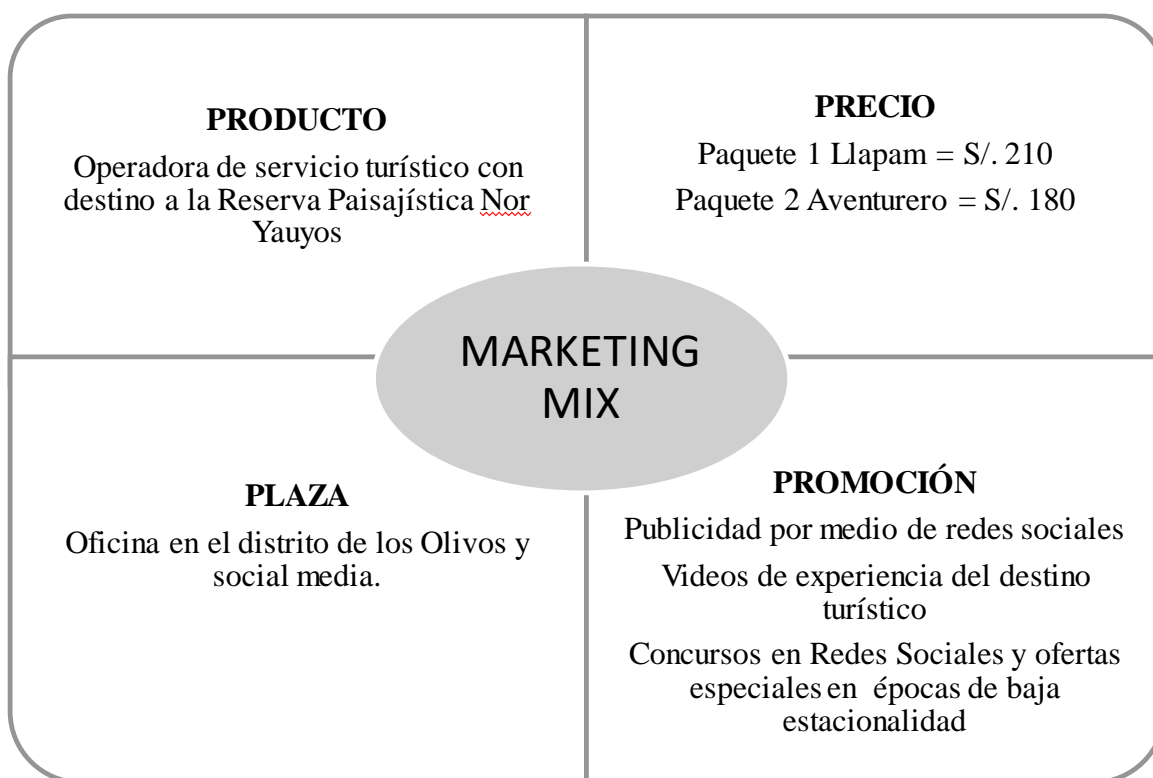 PRODUCTO
Operadora de servicio turístico con
destino a la Reserva Paisajística Nor
Yauyos
PRECIO
Paquete 1 Llapam = S/. 210
Paquete 2 Aventurero = S/. 180
MARKETING
MIX
PLAZA
Oficina en el distrito de los Olivos y
social media.
PROMOCIÓN
Publicidad por medio de redes sociales
Videos de experiencia del destino
turístico
Concursos en Redes Sociales y ofertas
especiales en épocas de baja
estacionalidad